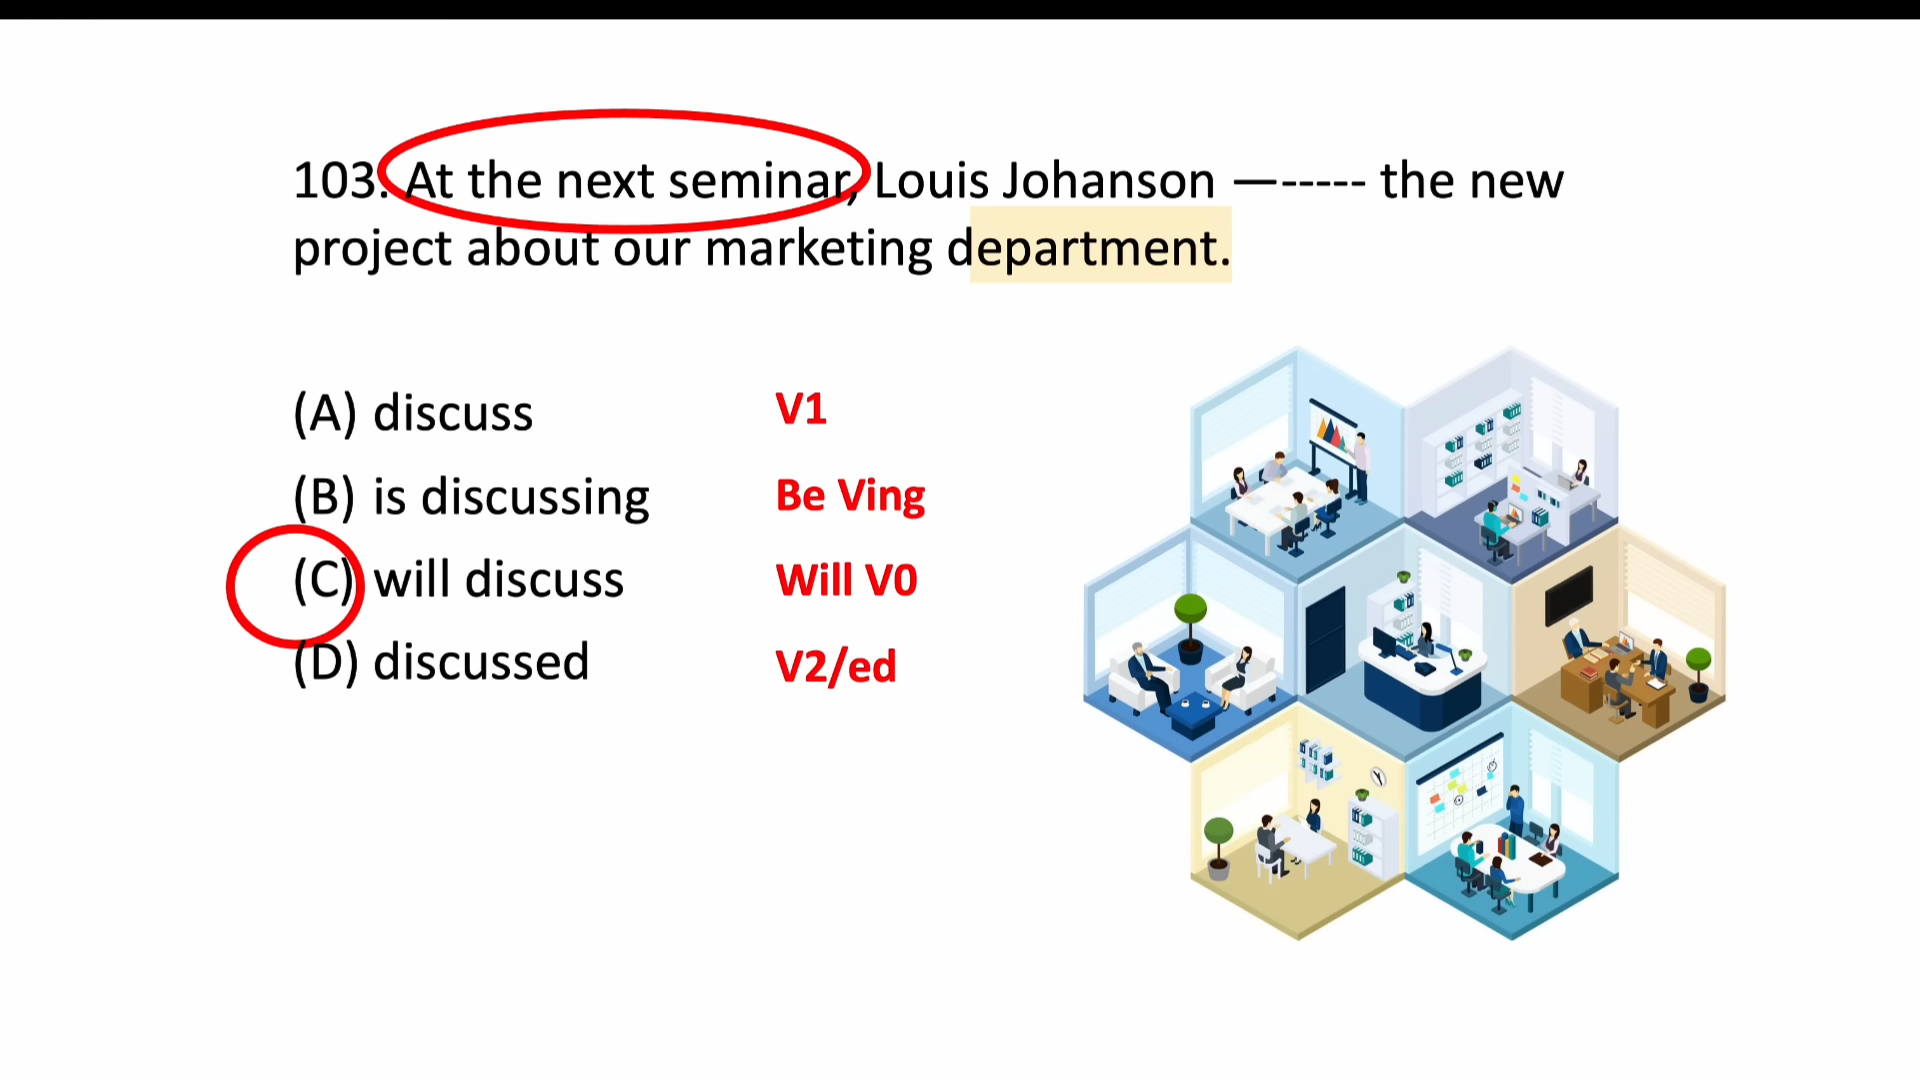 103. At the next seminar, Louis Johanson —----- the new
project about our marketing department.
(A) discuss V1
(B) is discussing Be Ving
(C) will discuss Will V0
(D) discussed V2/ed